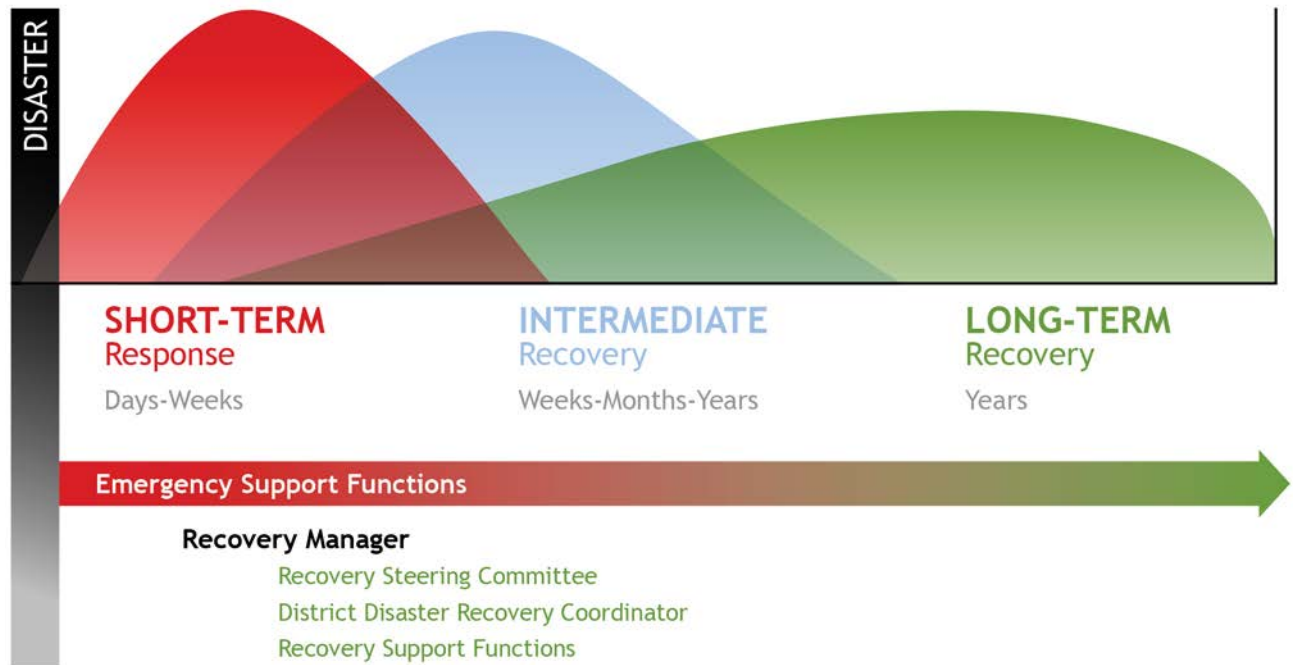 DISASTER
SHORT-TERM
Response
Days-Weeks
INTERMEDIATE
Recovery
Weeks-Months-Years
LONG-TERM
Recovery
Years
Emergency Support Functions
Recovery Manager
Recovery Steering Committee
District Disaster Recovery Coordinator
Recovery Support Functions